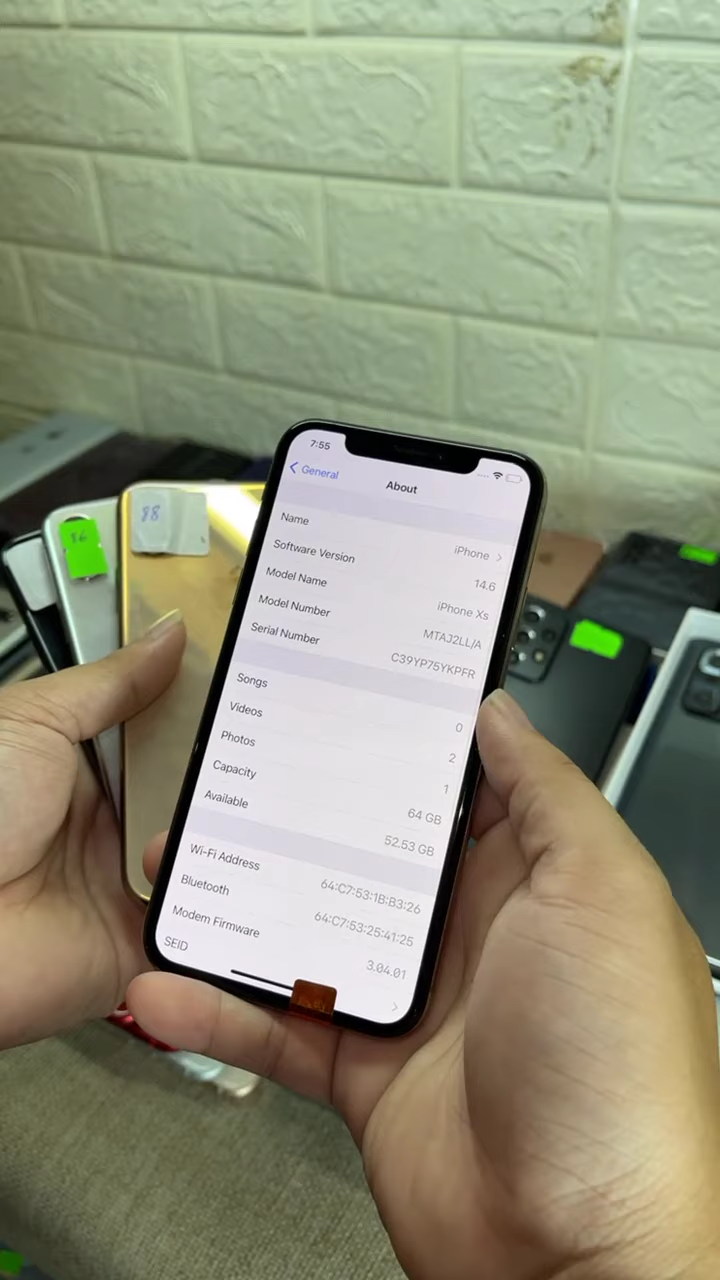 7:55
General
About
Name
iPhone
Software Version
14.6
Model Name
iPhone Xs
Model Number
MTAJ2LL/A
Serial Number
C39YP75YKPFR
Songs
0
Videos
2
Photos
1
Capacity
64 GB
Available
52.53 GB
Wi-Fi Address
64:C7:53:1B:B3:26
Bluetooth
64:C7:53:25:41:25
Modem Firmware
3.04.01
SEID
86
88